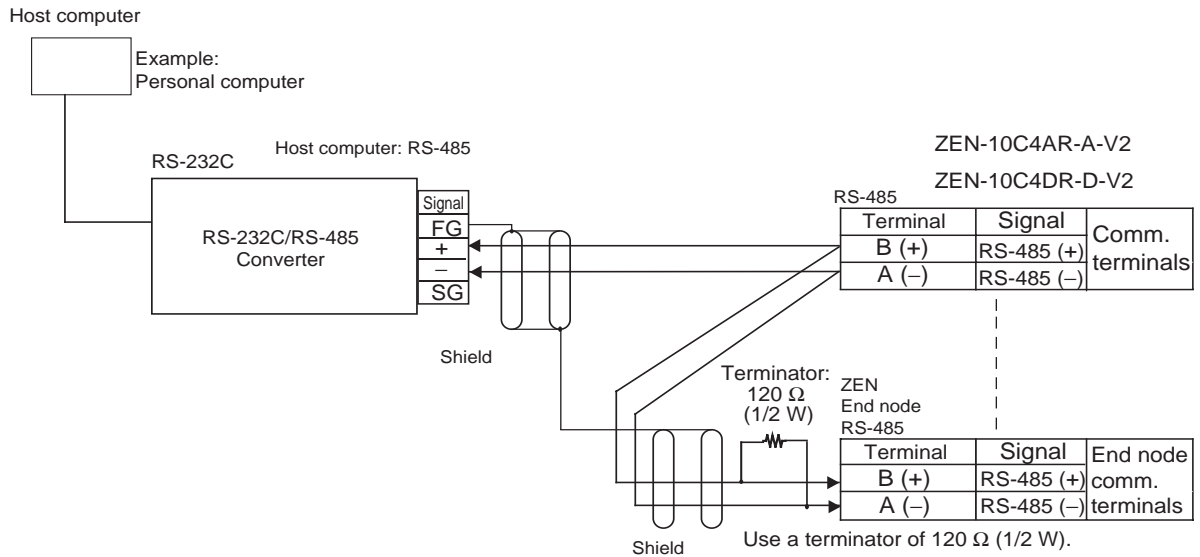 Host computer
Example:
Personal computer
Host computer: RS-485
RS-232C
RS-232C/RS-485
Converter
Signal
FG
+
−
SG
Shield
ZEN-10C4AR-A-V2
ZEN-10C4DR-D-V2
RS-485
Terminal Signal Comm. terminals
B (+) RS-485 (+)
A (−) RS-485 (−)
Terminator:
120 Ω
(1/2 W)
ZEN
End node
RS-485
Terminal Signal End node comm. terminals
B (+) RS-485 (+)
A (−) RS-485 (−)
Shield
Use a terminator of 120 Ω (1/2 W).